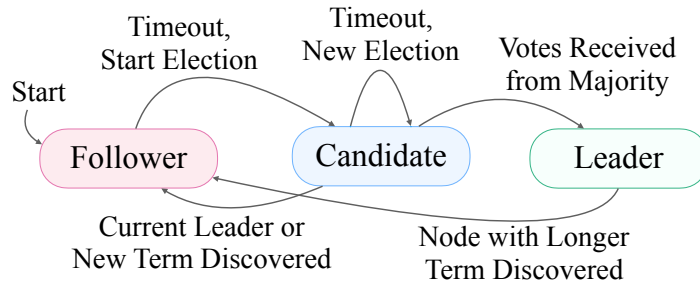 Timeout,
Start Election
Timeout,
New Election
Votes Received
from Majority
Start
Follower
Candidate
Leader
Current Leader or
New Term Discovered
Node with Longer
Term Discovered